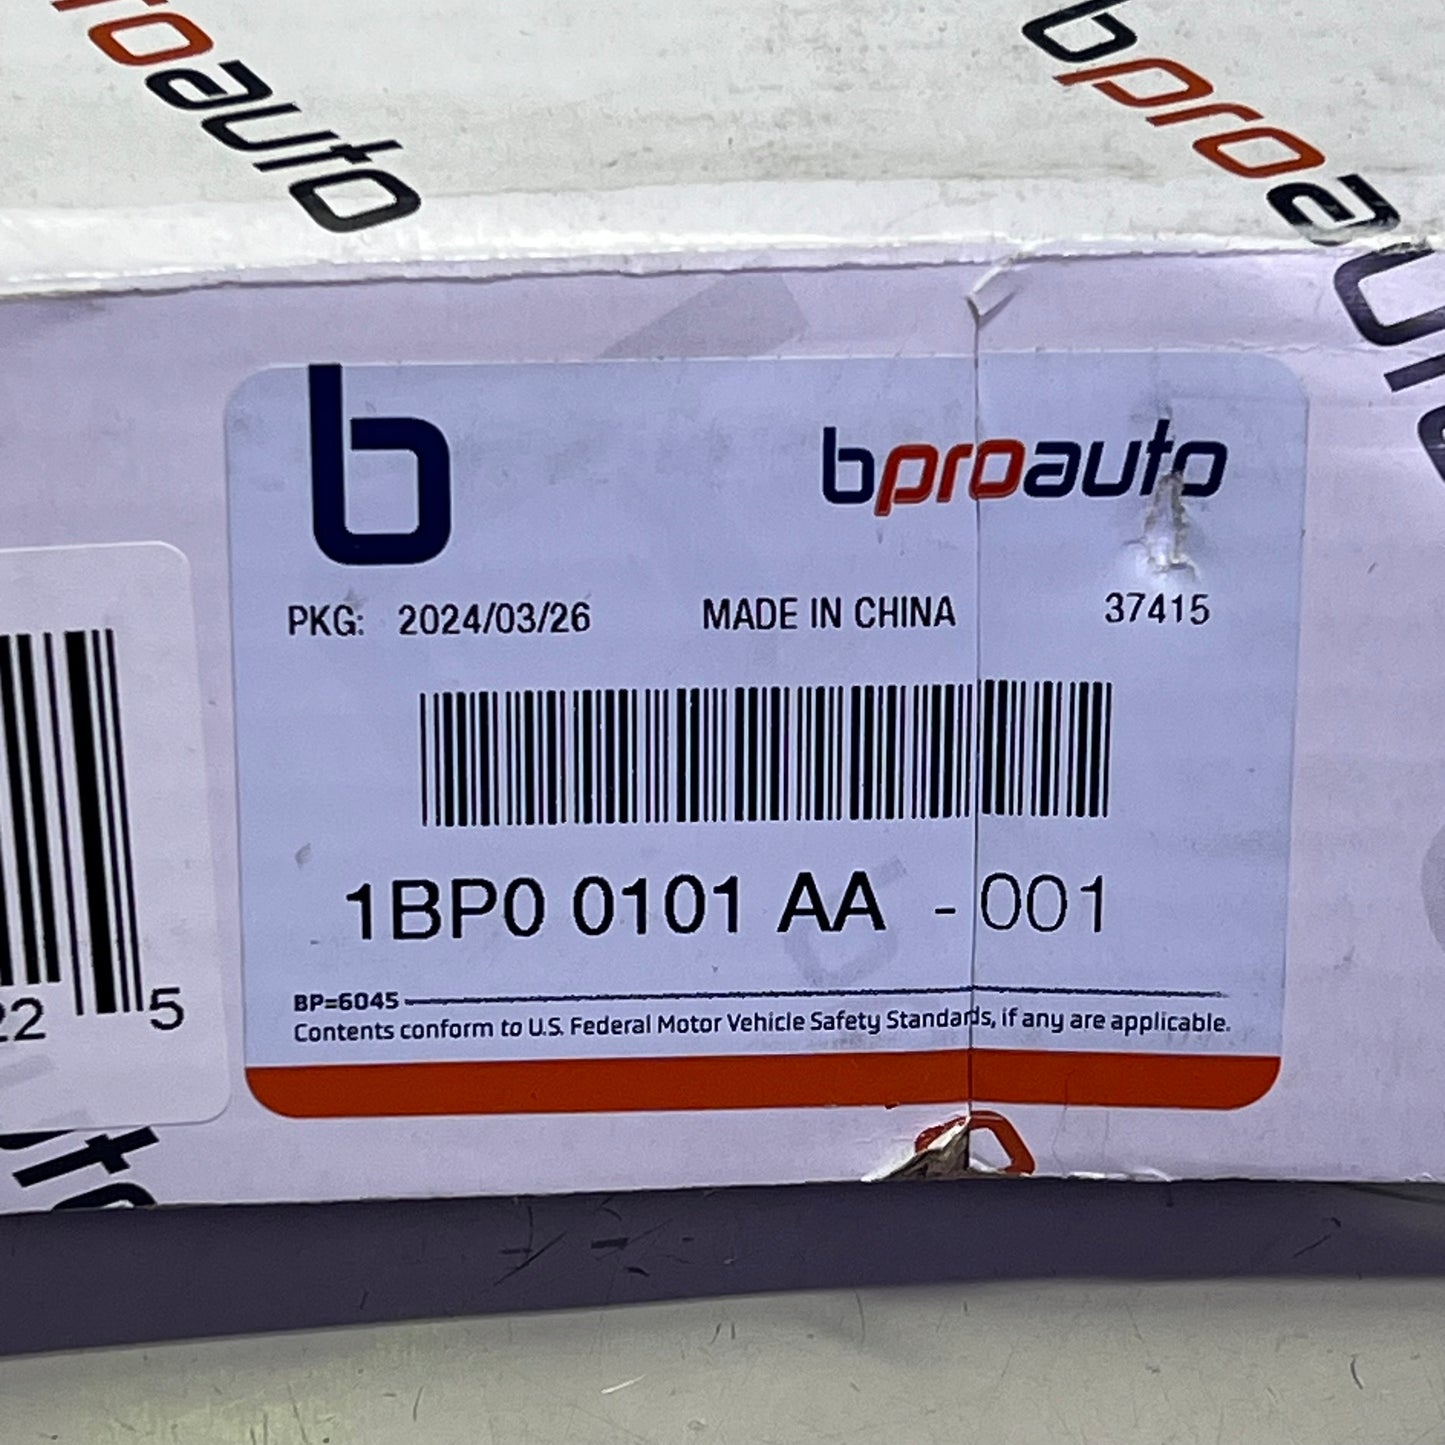 roauto
bproauto
b
bproauto
PKG: 2024/03/26 MADE IN CHINA 37415
1BP0 0101 AA - 001
BP=6045
Contents conform to U.S. Federal Motor Vehicle Safety Standards, if any are applicable.
22 5